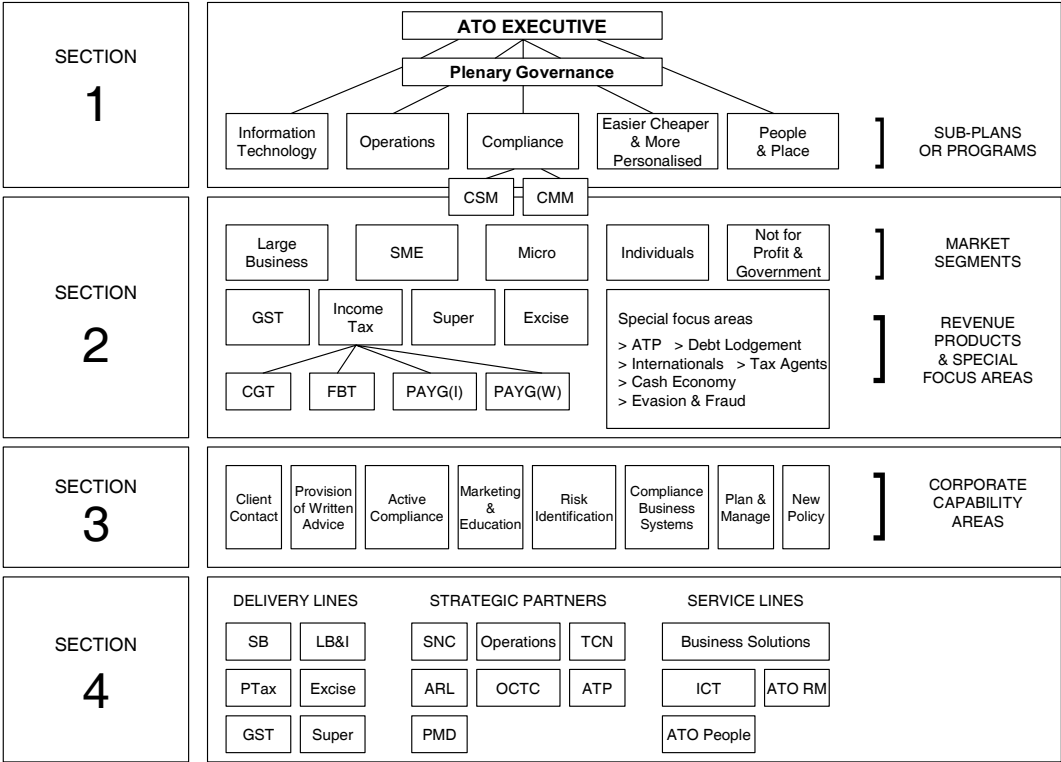 SECTION
1
ATO EXECUTIVE
Plenary Governance
Information
Technology
Operations
Compliance
Easier Cheaper
& More
Personalised
People
& Place
]
SUB-PLANS
OR PROGRAMS
CSM
CMM
SECTION
2
Large
Business
SME
Micro
Individuals
Not for
Profit &
Government
]
MARKET
SEGMENTS
GST
Income
Tax
Super
Excise
CGT
FBT
PAYG(I)
PAYG(W)
Special focus areas
> ATP > Debt Lodgement
> Internationals > Tax Agents
> Cash Economy
> Evasion & Fraud
]
REVENUE
PRODUCTS
& SPECIAL
FOCUS AREAS
SECTION
3
Client
Contact
Provision
of Written
Advice
Active
Compliance
Marketing
&
Education
Risk
Identification
Compliance
Business
Systems
Plan &
Manage
New
Policy
]
CORPORATE
CAPABILITY
AREAS
SECTION
4
DELIVERY LINES
SB
LB&I
PTax
Excise
GST
Super
STRATEGIC PARTNERS
SNC
Operations
TCN
ARL
OCTC
ATP
PMD
SERVICE LINES
Business Solutions
ICT
ATO RM
ATO People